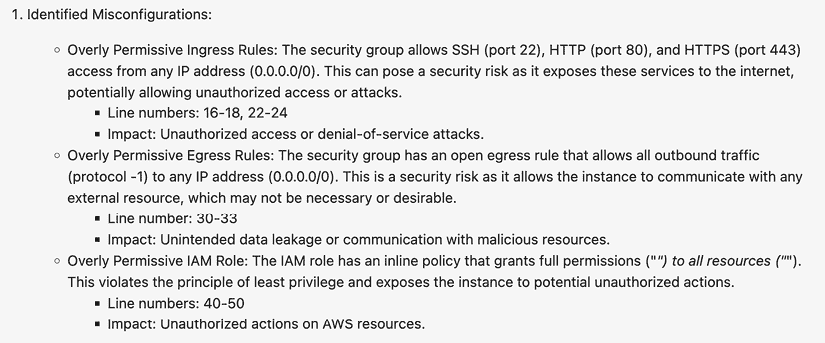 1. Identified Misconfigurations:
◦ Overly Permissive Ingress Rules: The security group allows SSH (port 22), HTTP (port 80), and HTTPS (port 443)
access from any IP address (0.0.0.0/0). This can pose a security risk as it exposes these services to the internet,
potentially allowing unauthorized access or attacks.
▪ Line numbers: 16-18, 22-24
▪ Impact: Unauthorized access or denial-of-service attacks.
◦ Overly Permissive Egress Rules: The security group has an open egress rule that allows all outbound traffic
(protocol -1) to any IP address (0.0.0.0/0). This is a security risk as it allows the instance to communicate with any
external resource, which may not be necessary or desirable.
▪ Line number: 30-33
▪ Impact: Unintended data leakage or communication with malicious resources.
◦ Overly Permissive IAM Role: The IAM role has an inline policy that grants full permissions ("") to all resources ("").
This violates the principle of least privilege and exposes the instance to potential unauthorized actions.
▪ Line numbers: 40-50
▪ Impact: Unauthorized actions on AWS resources.